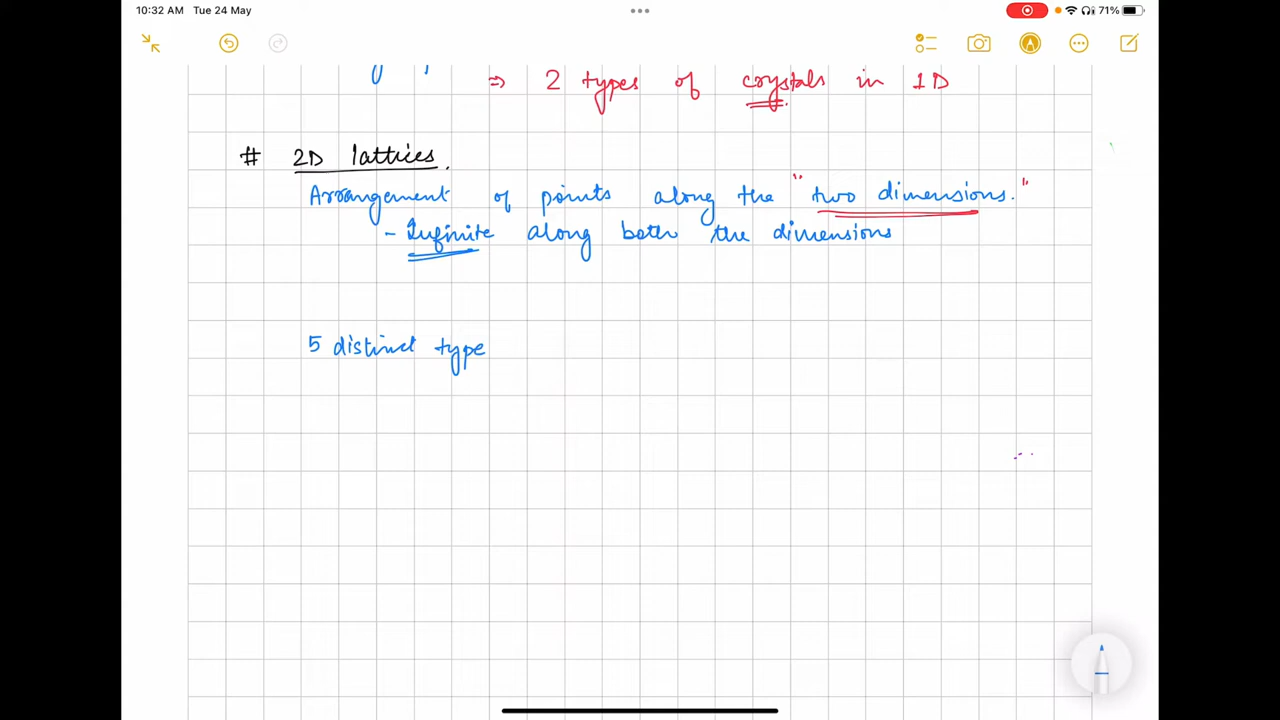 10:32 AM Tue 24 May
71%
⇒ 2 types of crystals in 1D
# 2D lattices.
Arrangement of points along the "two dimensions."
- Infinite along both the dimensions
5 distinct type